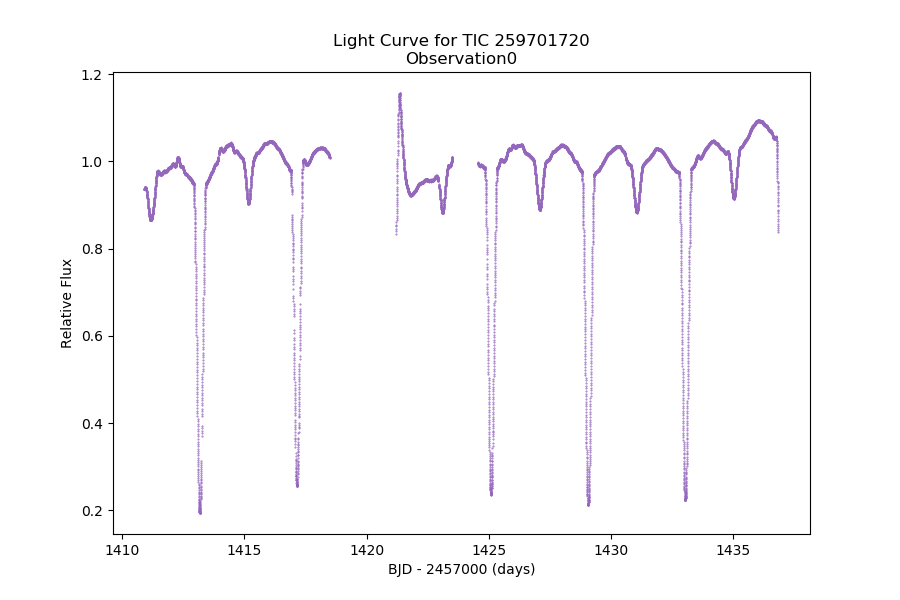 Light Curve for TIC 259701720
Observation0
1.2
1.0
0.8
0.6
0.4
0.2
Relative Flux
1410 1415 1420 1425 1430 1435
BJD - 2457000 (days)